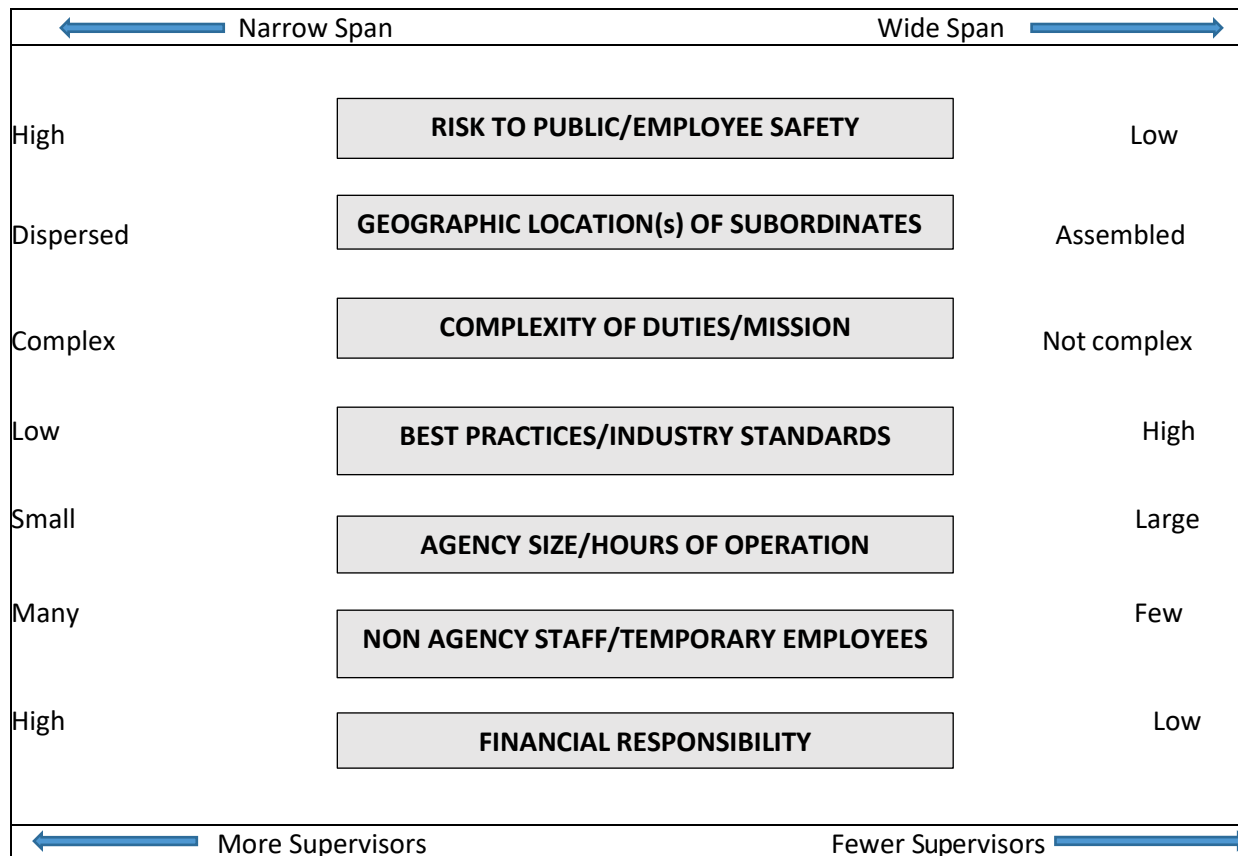 Narrow Span Wide Span
High RISK TO PUBLIC/EMPLOYEE SAFETY Low
Dispersed GEOGRAPHIC LOCATION(s) OF SUBORDINATES Assembled
Complex COMPLEXITY OF DUTIES/MISSION Not complex
Low BEST PRACTICES/INDUSTRY STANDARDS High
Small AGENCY SIZE/HOURS OF OPERATION Large
Many NON AGENCY STAFF/TEMPORARY EMPLOYEES Few
High FINANCIAL RESPONSIBILITY Low
More Supervisors Fewer Supervisors